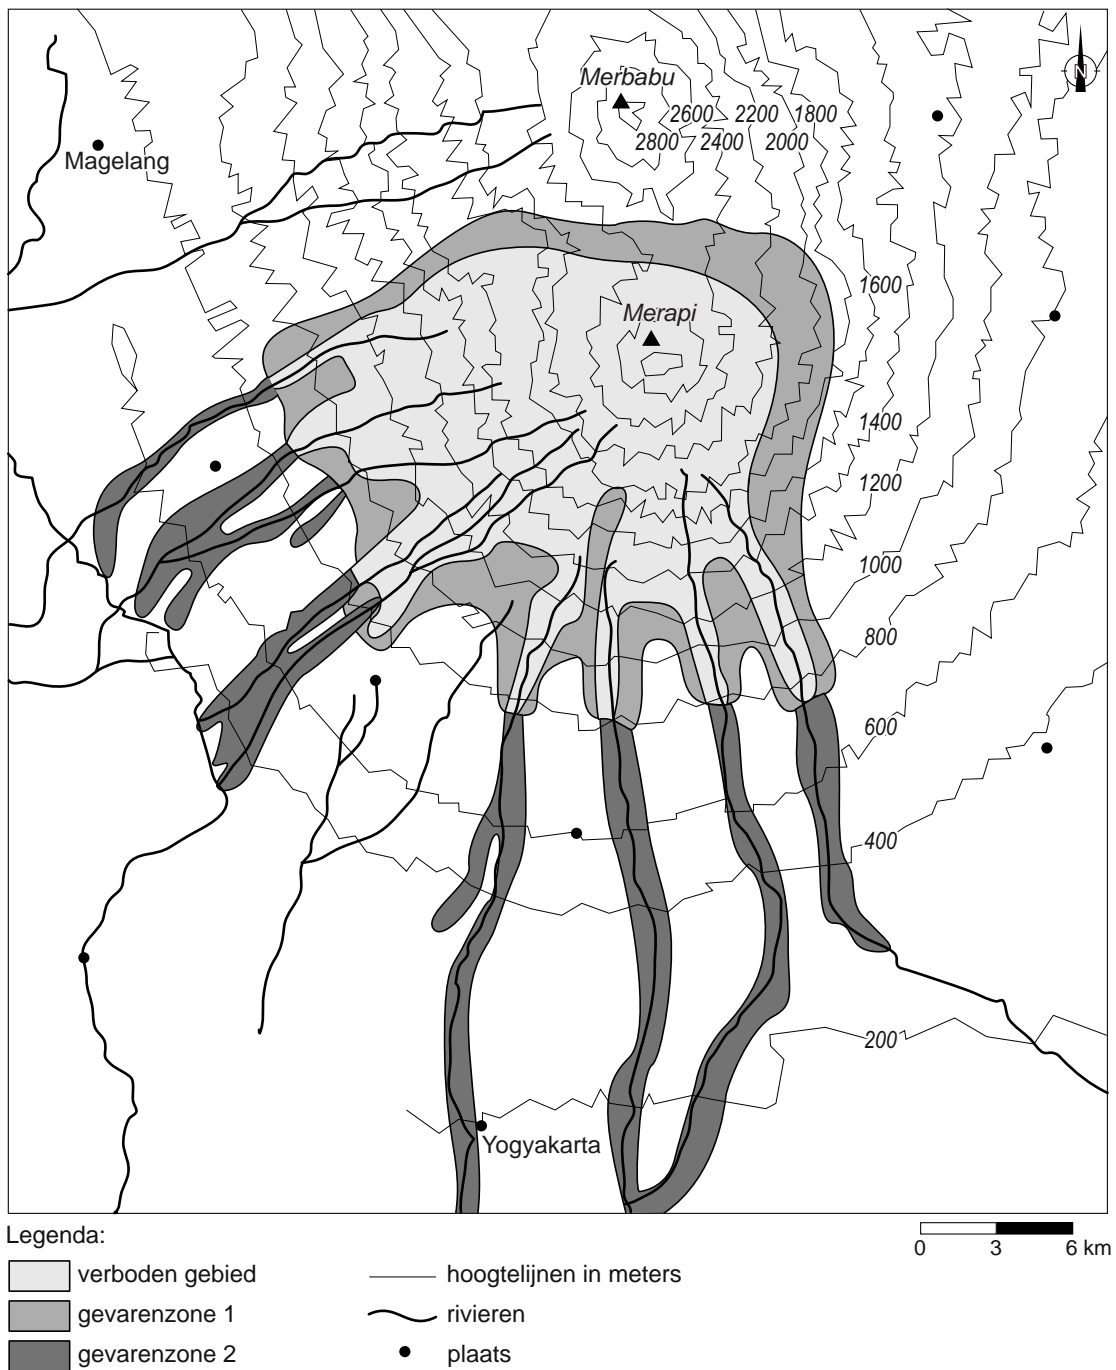 Merbabu
N
2600 2200 1800
2800 2400 2000
Magelang
1600
Merapi
1400
1200
1000
800
600
400
200
Yogyakarta
Legenda:
0 3 6 km
verboden gebied
hoogtelijnen in meters
gevarenzone 1
rivieren
gevarenzone 2
plaats